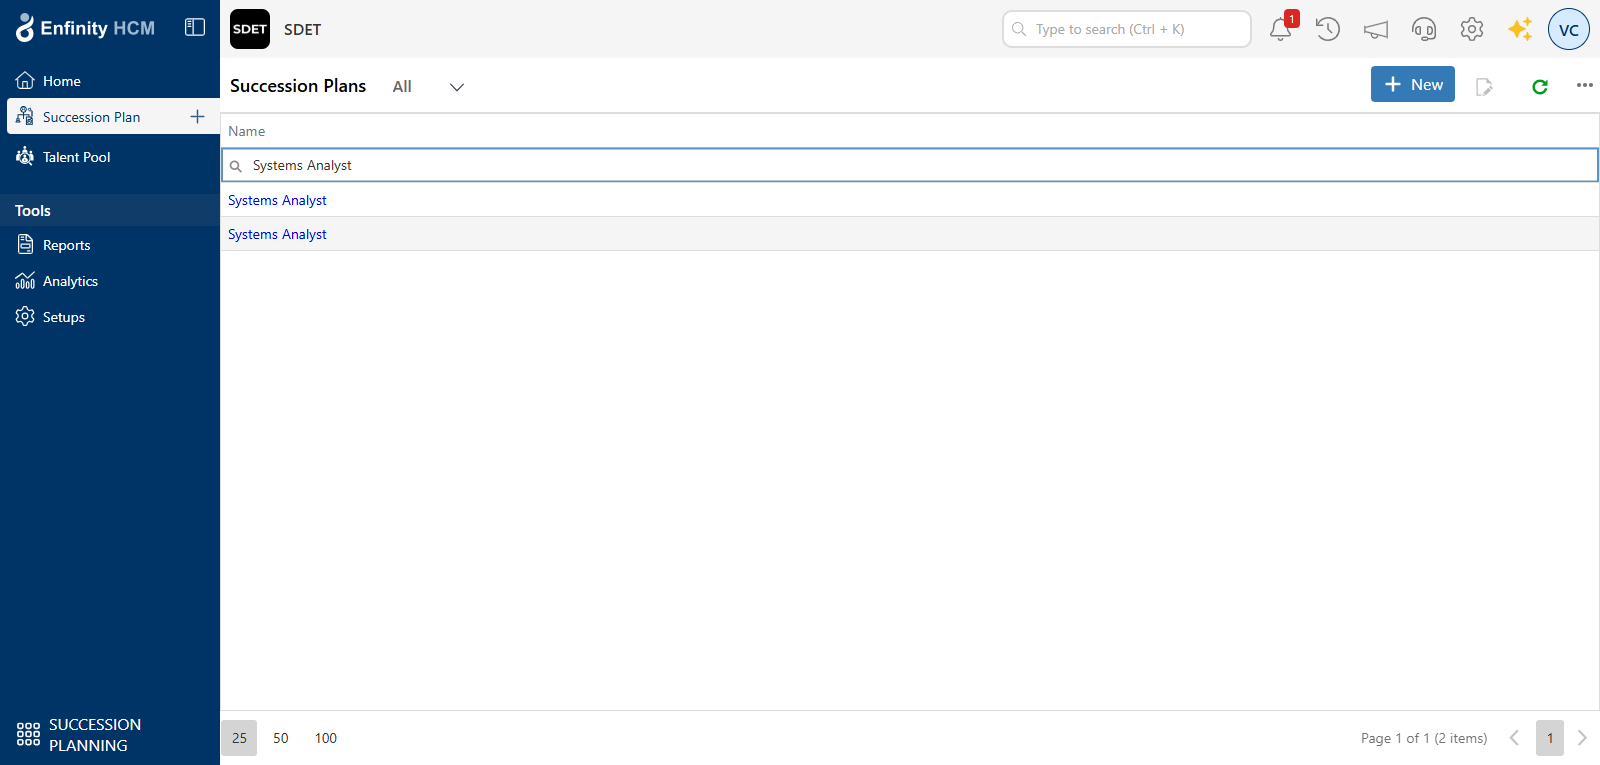 Enfinity HCM
SDET SDET
Type to search (Ctrl + K)
1
VC
Home
Succession Plan
Talent Pool
Tools
Reports
Analytics
Setups
SUCCESSION
PLANNING
Succession Plans All
New
Name
Systems Analyst
Systems Analyst
Systems Analyst
25 50 100
Page 1 of 1 (2 items) 1